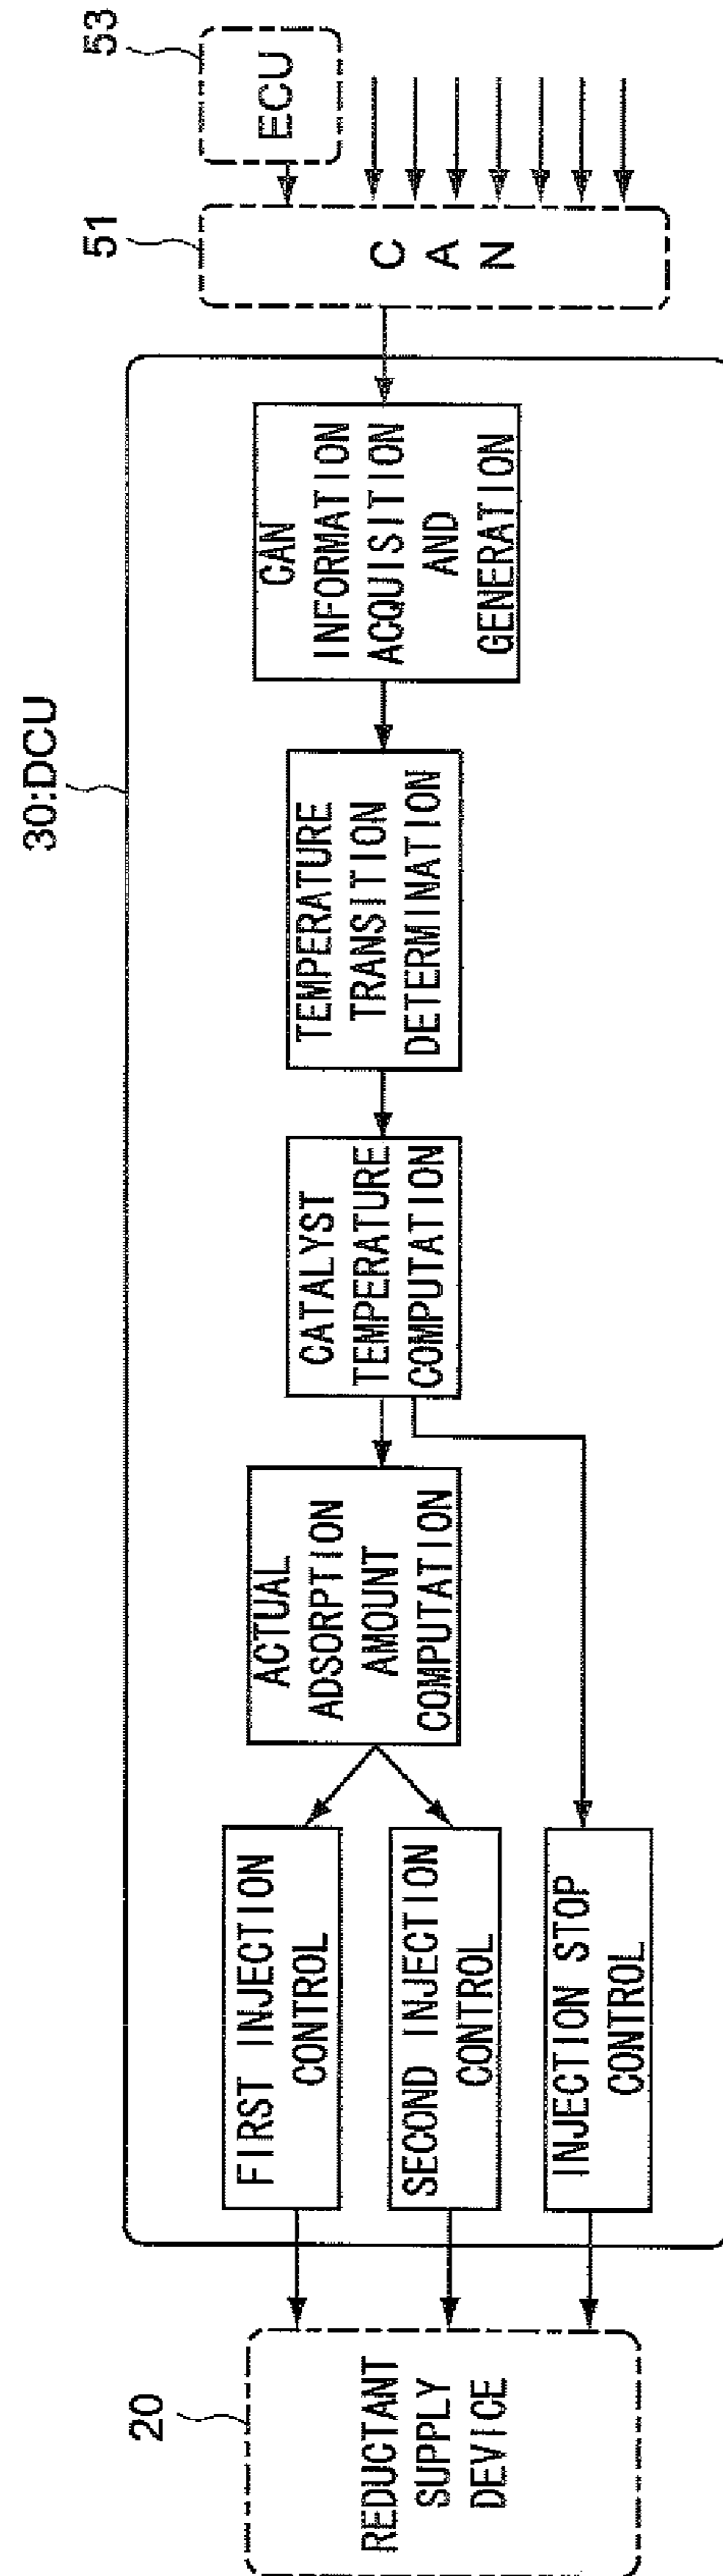 53
ECU
51
C
A
N
30:DCU
CAN
INFORMATION
ACQUISITION
AND
GENERATION
TEMPERATURE
TRANSITION
DETERMINATION
CATALYST
TEMPERATURE
COMPUTATION
ACTUAL
ADSORPTION
AMOUNT
COMPUTATION
FIRST INJECTION
CONTROL
SECOND INJECTION
CONTROL
INJECTION STOP
CONTROL
20
REDUCTANT
SUPPLY
DEVICE